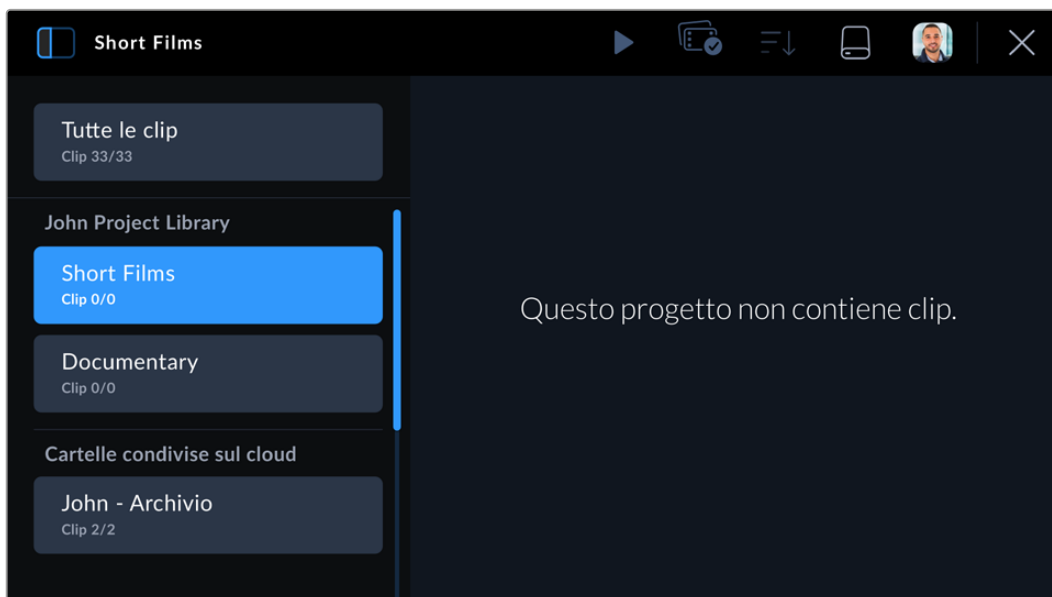 Short Films
Tutte le clip
Clip 33/33
John Project Library
Short Films
Clip 0/0
Documentary
Clip 0/0
Cartelle condivise sul cloud
John - Archivio
Clip 2/2
Questo progetto non contiene clip.